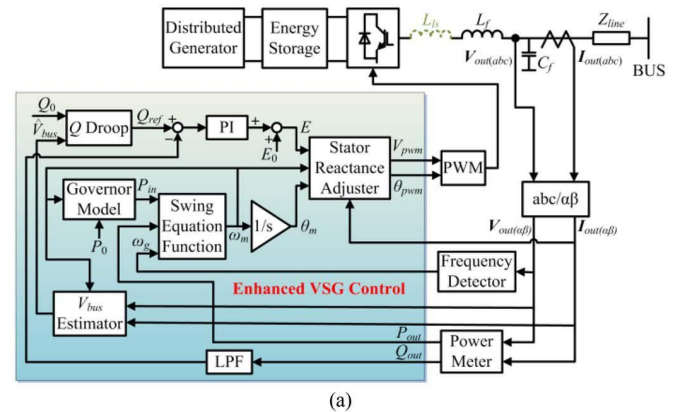 Distributed
Generator
Energy
Storage
L_ls
L_f
Z_line
V_out(abc)
C_f
I_out(abc)
BUS
Q_0
V̂_bus
Q Droop
Q_ref
+
−
PI
+
+
E_0
E
Stator
Reactance
Adjuster
V_pwm
θ_pwm
PWM
Governor
Model
P_in
P_0
Swing
Equation
Function
ω_g
ω_m
1/s
θ_m
abc/αβ
V_out(αβ)
I_out(αβ)
Frequency
Detector
Enhanced VSG Control
V_bus
Estimator
P_out
Q_out
Power
Meter
LPF
(a)